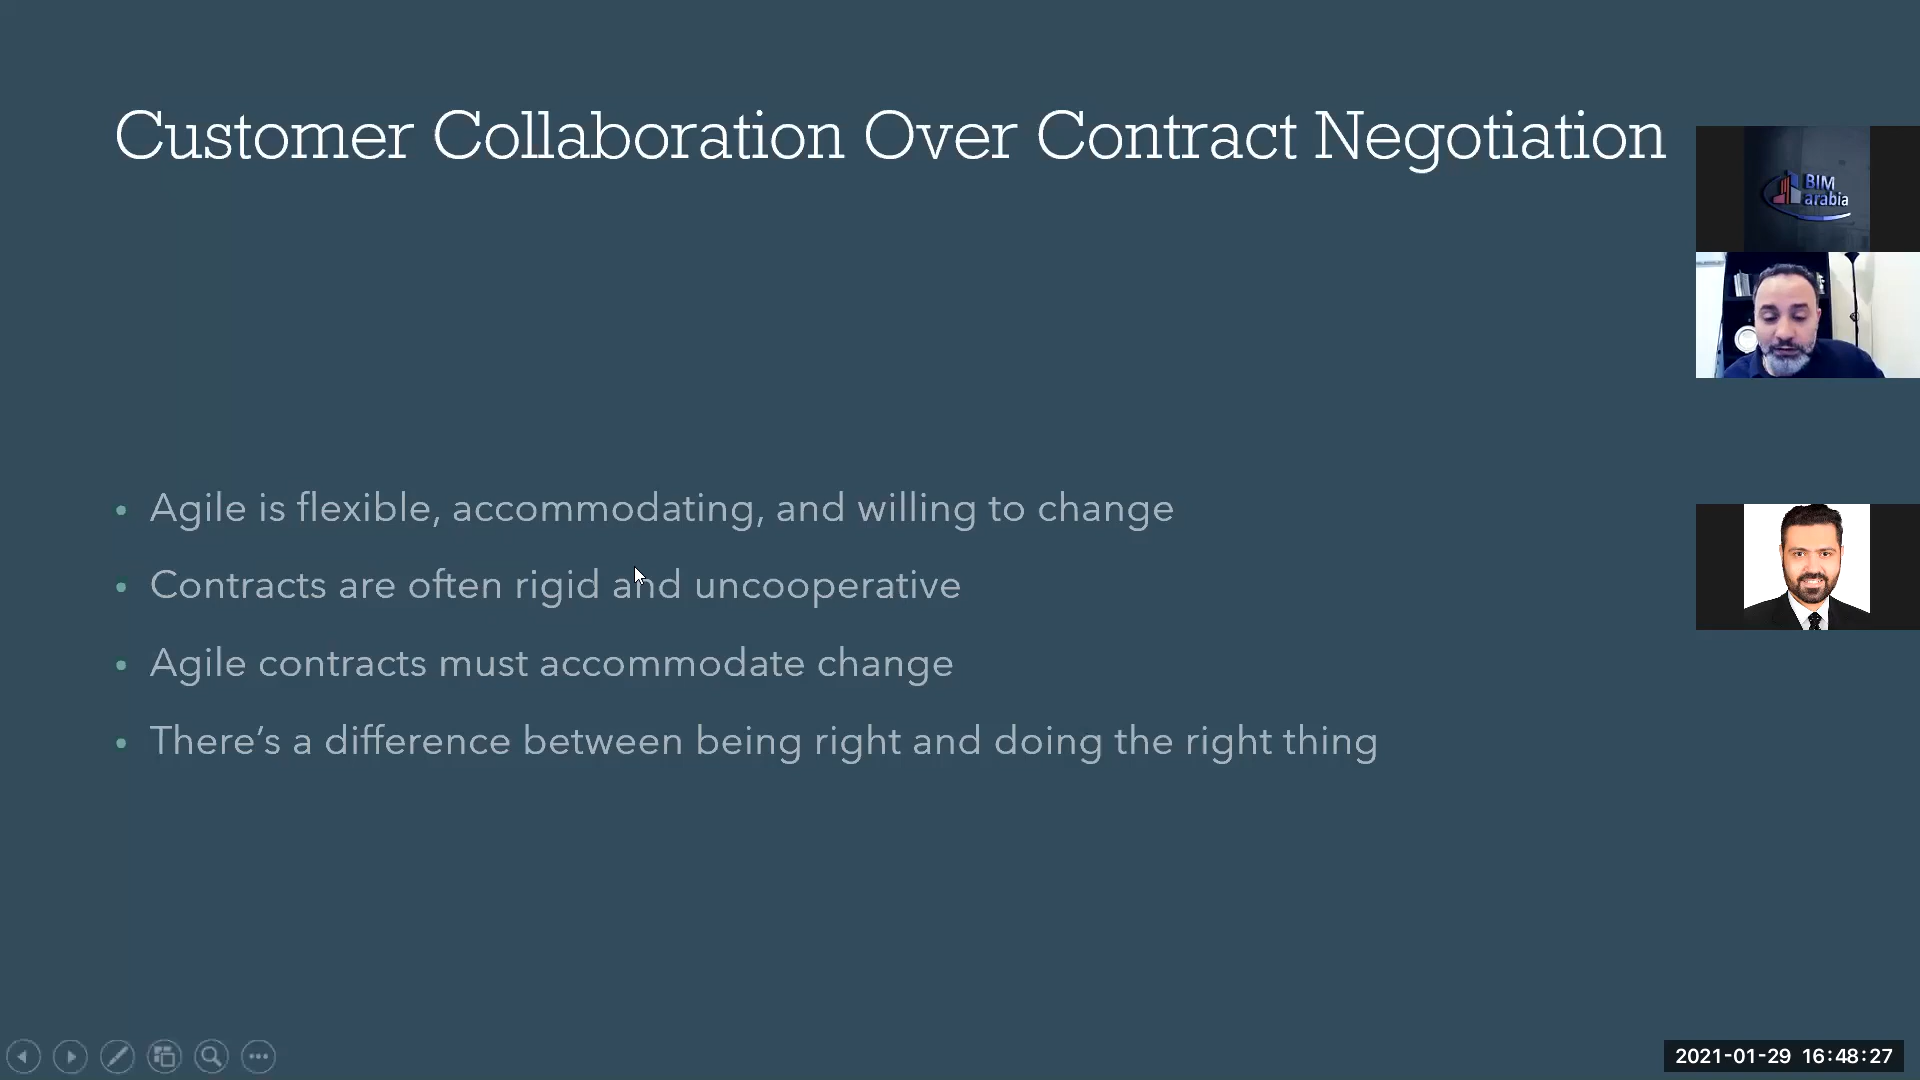 Customer Collaboration Over Contract Negotiation
BIM
arabia
• Agile is flexible, accommodating, and willing to change
• Contracts are often rigid and uncooperative
• Agile contracts must accommodate change
• There’s a difference between being right and doing the right thing
2021-01-29 16:48:27